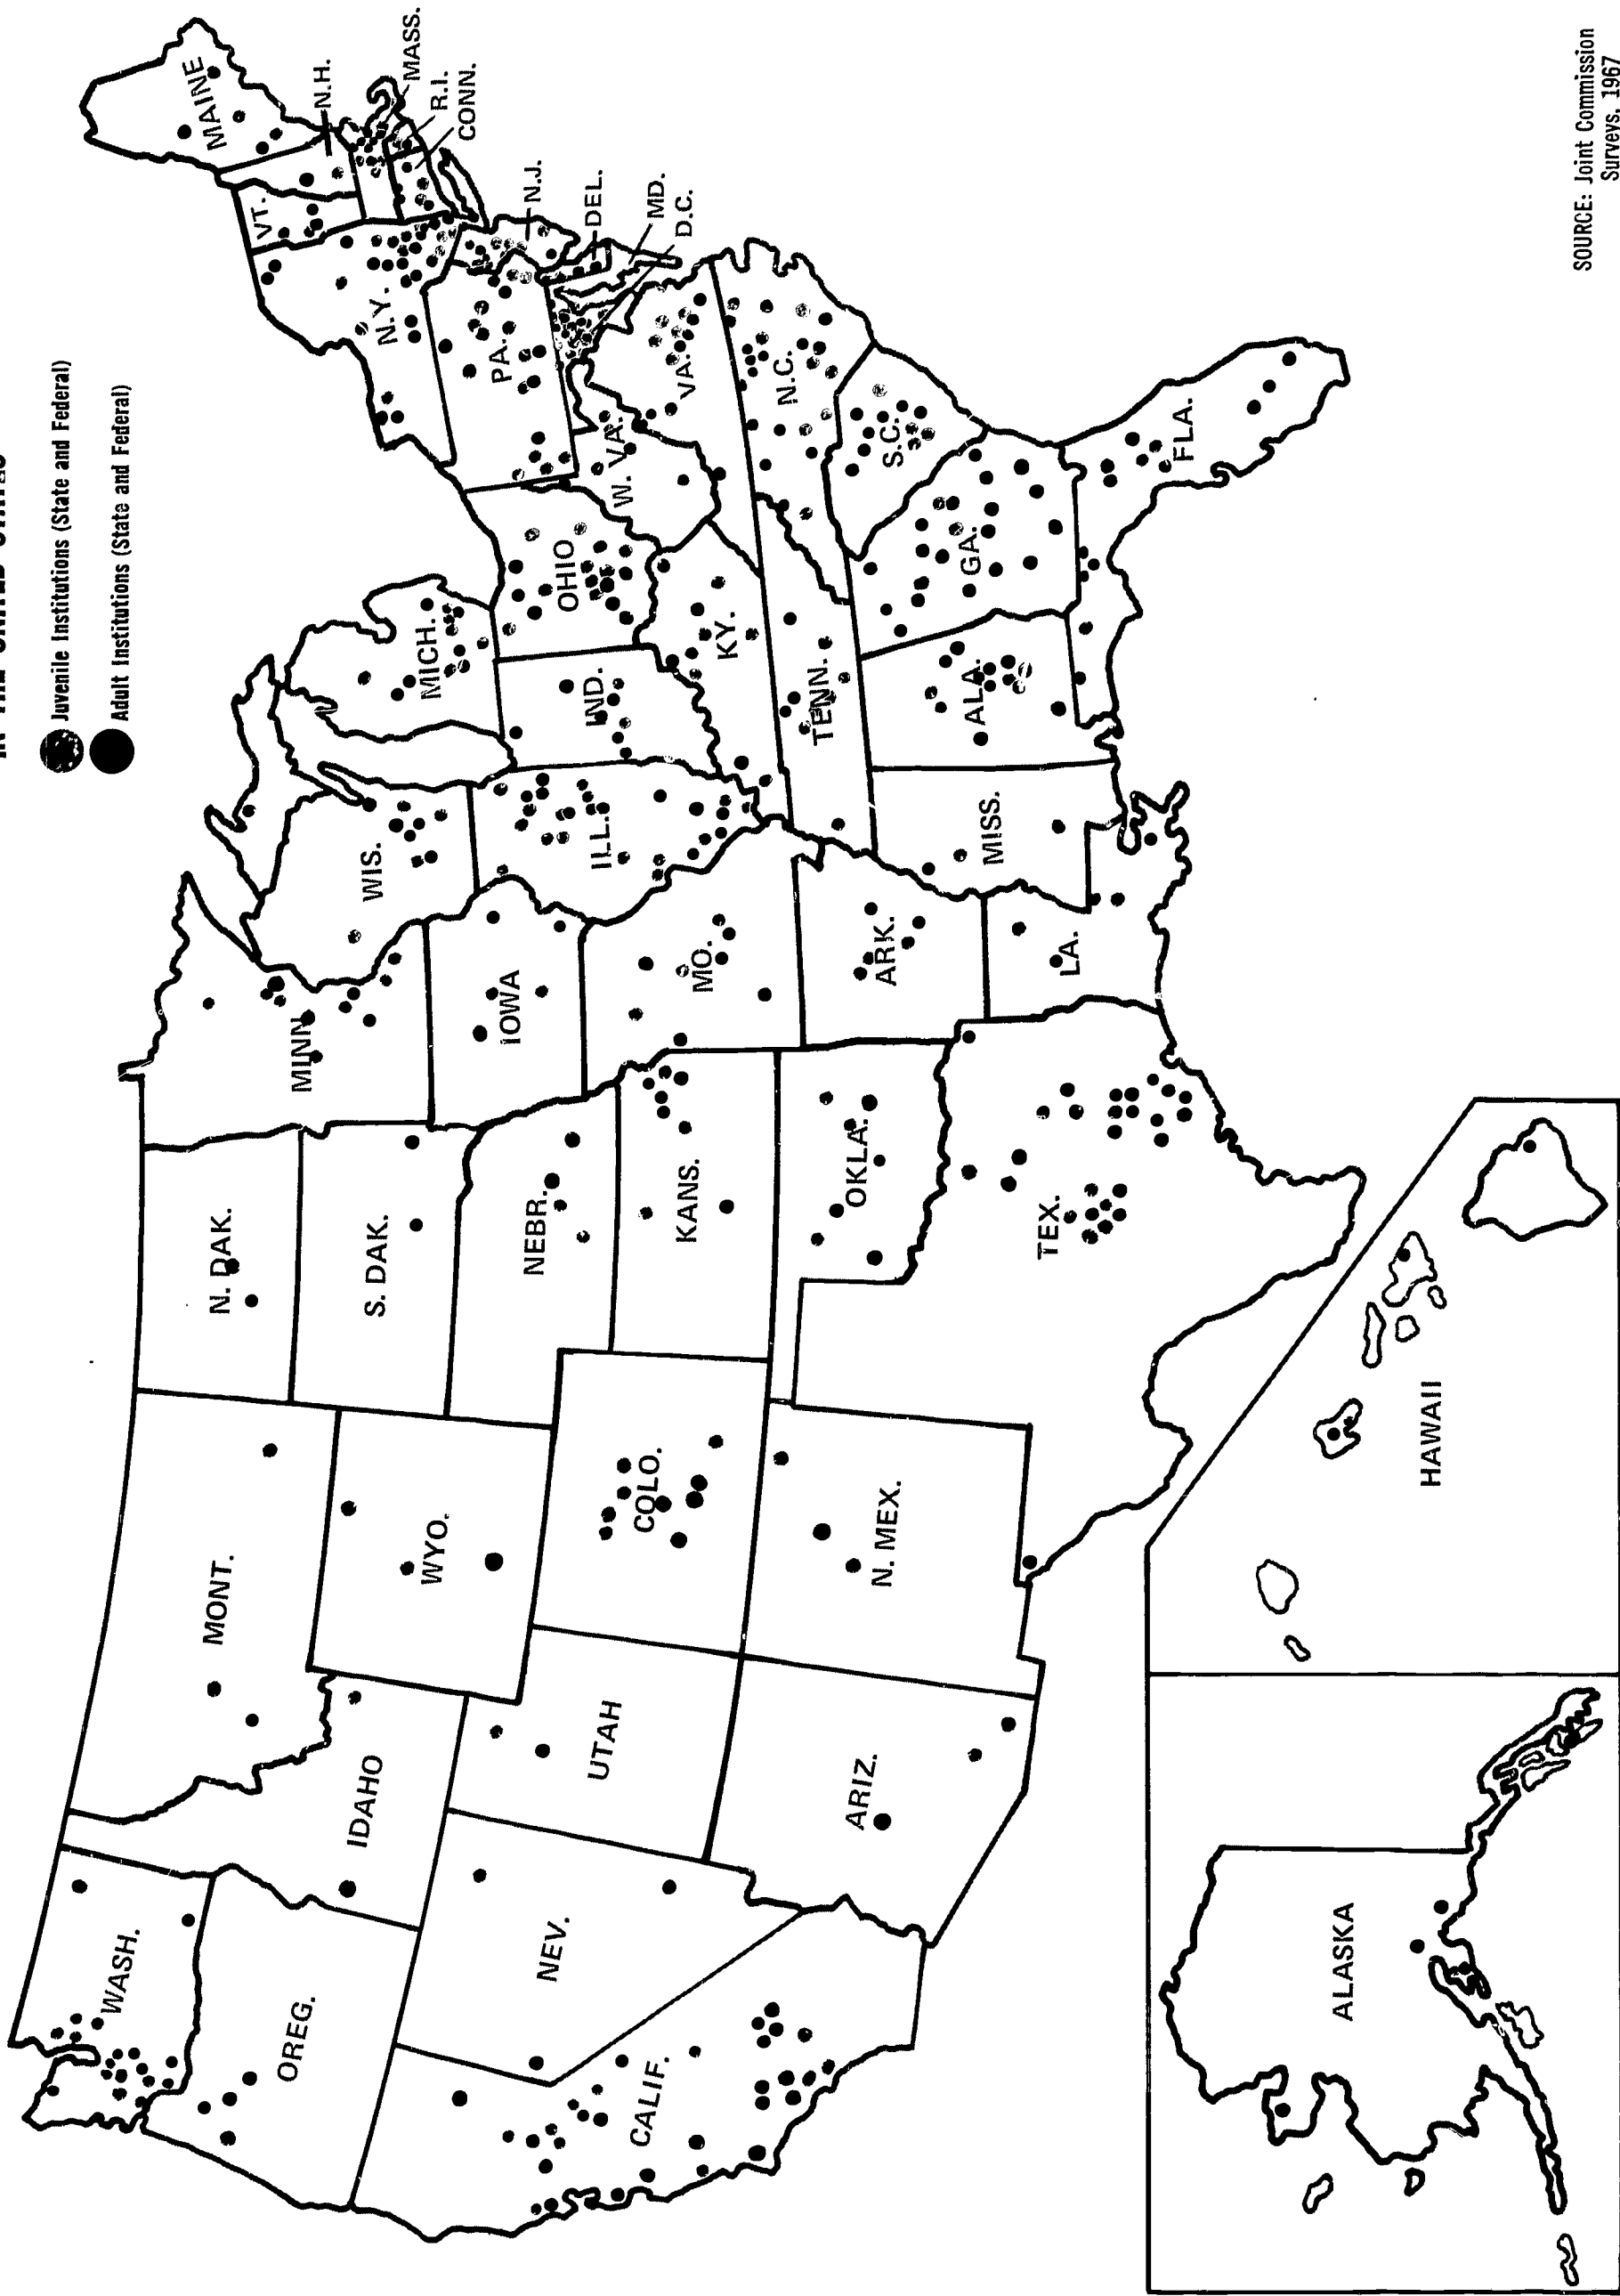 IN THE UNITED STATES
Juvenile Institutions (State and Federal)
Adult Institutions (State and Federal)
WASH.
OREG.
CALIF.
NEV.
IDAHO
MONT.
WYO.
UTAH
ARIZ.
COLO.
N. MEX.
N. DAK.
S. DAK.
NEBR.
KANS.
OKLA.
TEX.
MINN
IOWA
MO.
ARK.
LA.
WIS.
ILL.
MISS.
MICH.
IND.
OHIO
KY.
TENN.
ALA.
GA.
FLA.
S.C.
N.C.
VA.
W. VA.
PA.
N.Y.
VT.
MAINE
N.H.
MASS.
R.I.
CONN.
N.J.
DEL.
MD.
D.C.
ALASKA
HAWAII
SOURCE: Joint Commission
Surveys, 1967